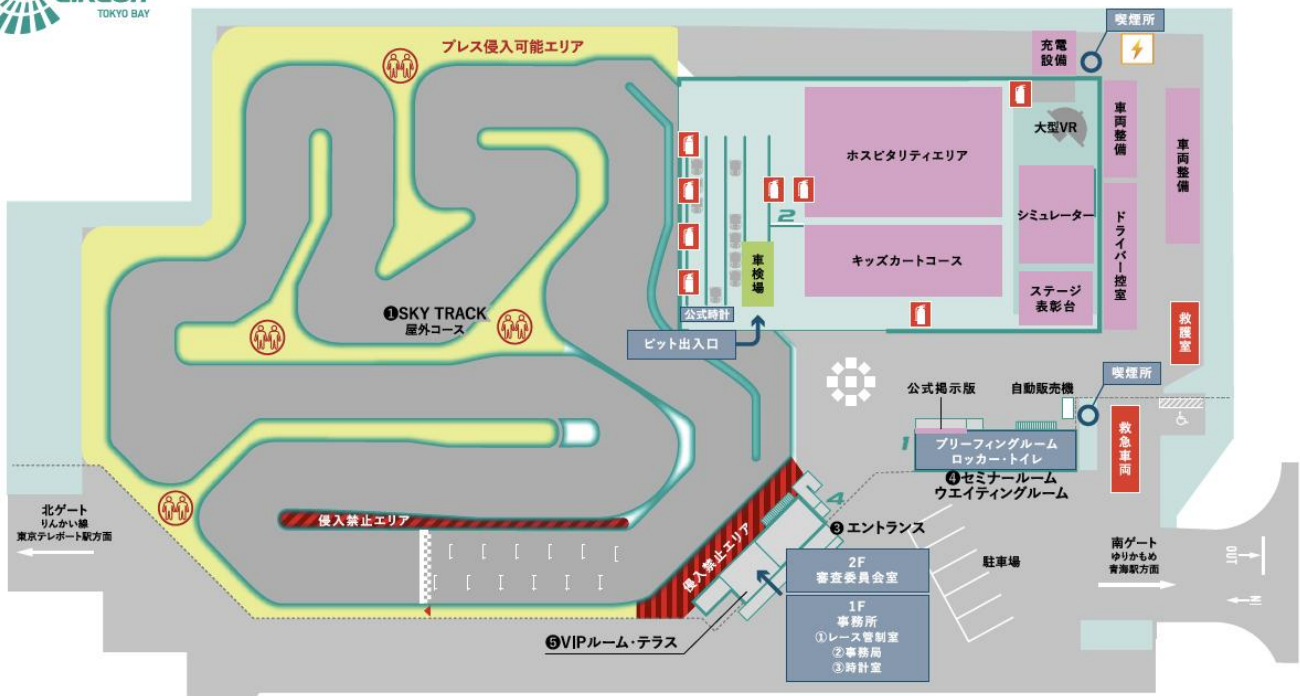 TOKYO BAY
プレス侵入可能エリア
喫煙所
充電
設備
大型VR
車両整備
車両整備
ホスピタリティエリア
シミュレーター
2
キッズカートコース
車検場
ステージ
表彰台
ドライバー控室
❶SKY TRACK
屋外コース
公式時計
ピット出入口
救護室
喫煙所
公式掲示版
自動販売機
1
ブリーフィングルーム
ロッカー・トイレ
救急車両
❹セミナールーム
ウエイティングルーム
北ゲート
りんかい線
東京テレポート駅方面
侵入禁止エリア
侵入禁止エリア
4
❸エントランス
2F
審査委員会室
1F
事務所
①レース管制室
②事務局
③時計室
駐車場
南ゲート
ゆりかもめ
青海駅方面
OUT
IN
❺VIPルーム・テラス